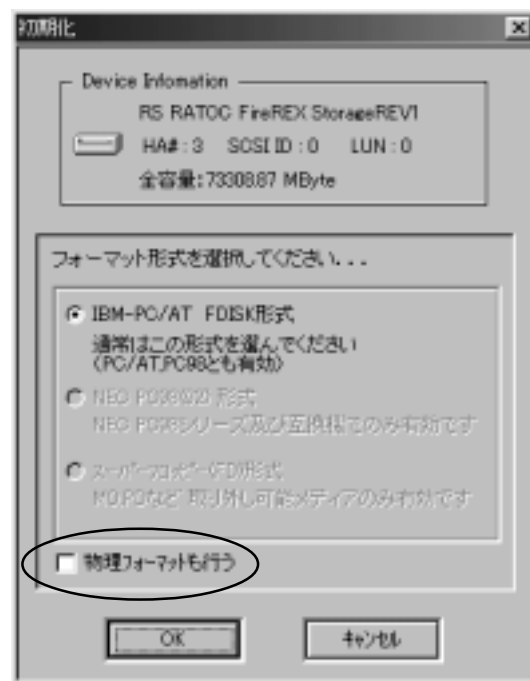 初期化
Device Infomation
RS RATOC FireREX StorageREV1
HA# : 3 SCSI ID : 0 LUN : 0
全容量:73308.87 MByte
フォーマット形式を選択してください...
IBM-PC/AT FDISK形式
通常はこの形式を選んでください
(PC/AT,PC98とも有効)
NEC PC98(92) 形式
NEC PC98シリーズ及び互換機でのみ有効です
スーパーフロッピー(FD)形式
MO,PDなど 取り外し可能メディアのみ有効です
物理フォーマットも行う
OK
キャンセル